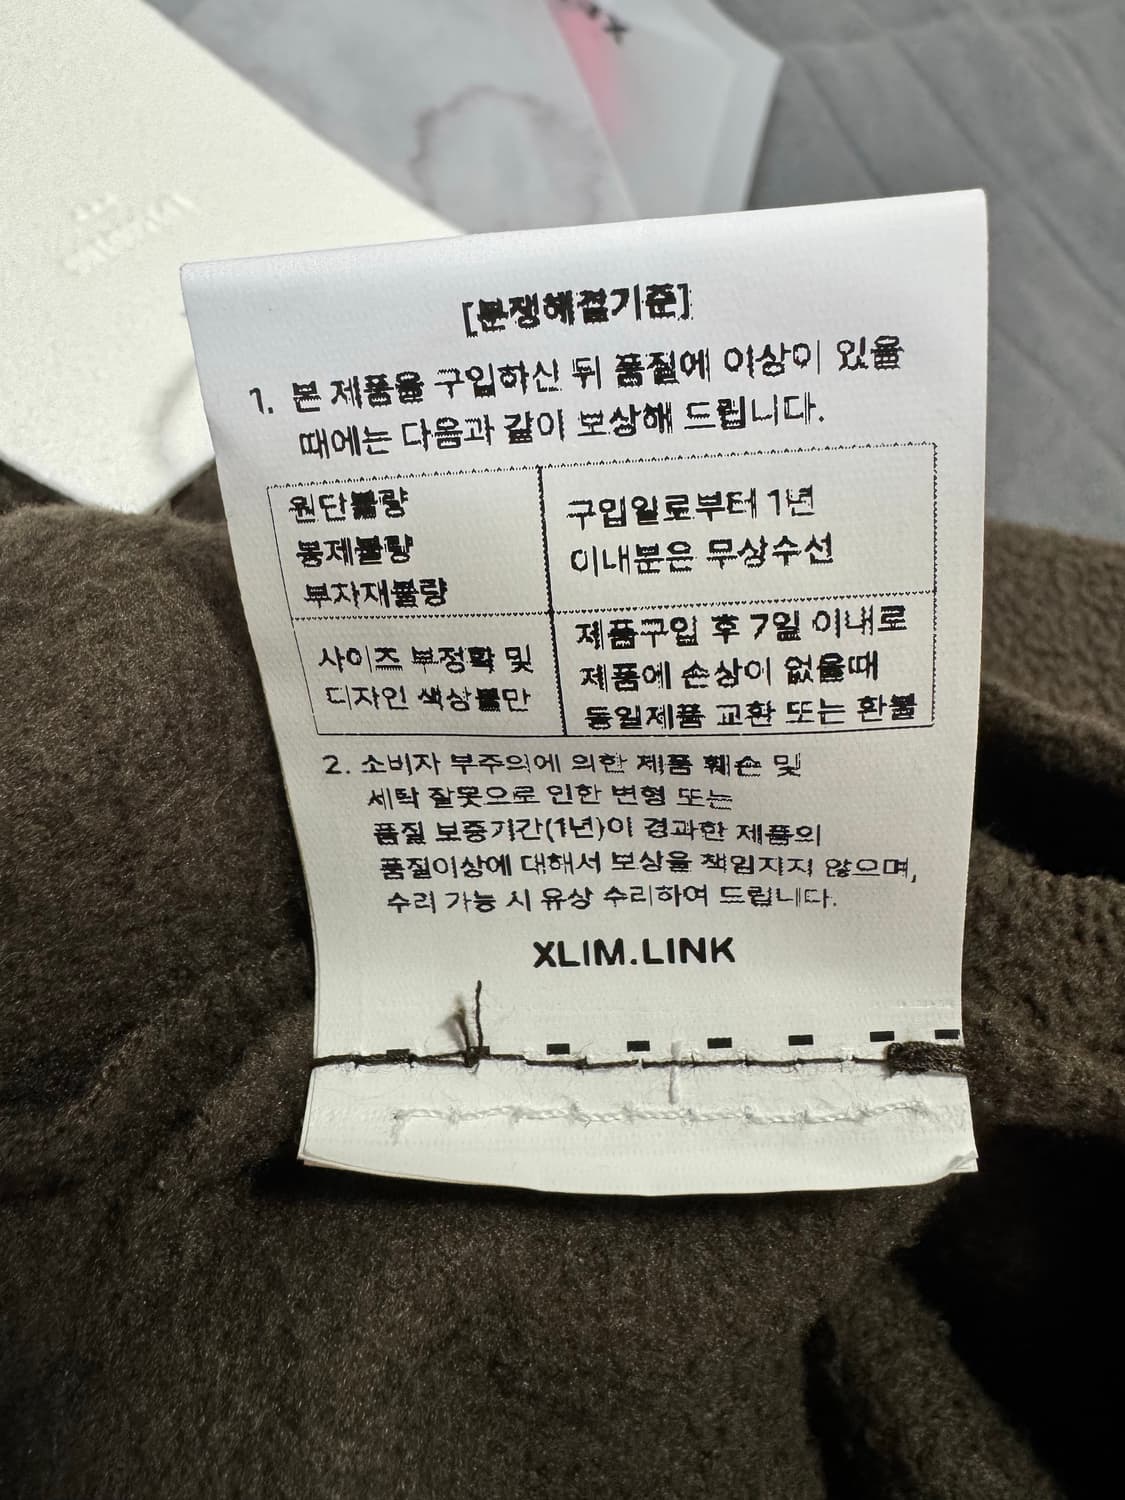 [분쟁해결기준]
1. 본 제품을 구입하신 뒤 품질에 이상이 있을
때에는 다음과 같이 보상해 드립니다.
원단불량
봉제불량
부자재불량
구입일로부터 1년
이내분은 무상수선
사이즈 부정확 및
디자인 색상불만
제품구입 후 7일 이내로
제품에 손상이 없을때
동일제품 교환 또는 환불
2. 소비자 부주의에 의한 제품 훼손 및
세탁 잘못으로 인한 변형 또는
품질 보증기간(1년)이 경과한 제품의
품질이상에 대해서 보상을 책임지지 않으며,
수리 가능 시 유상 수리하여 드립니다.
XLIM.LINK